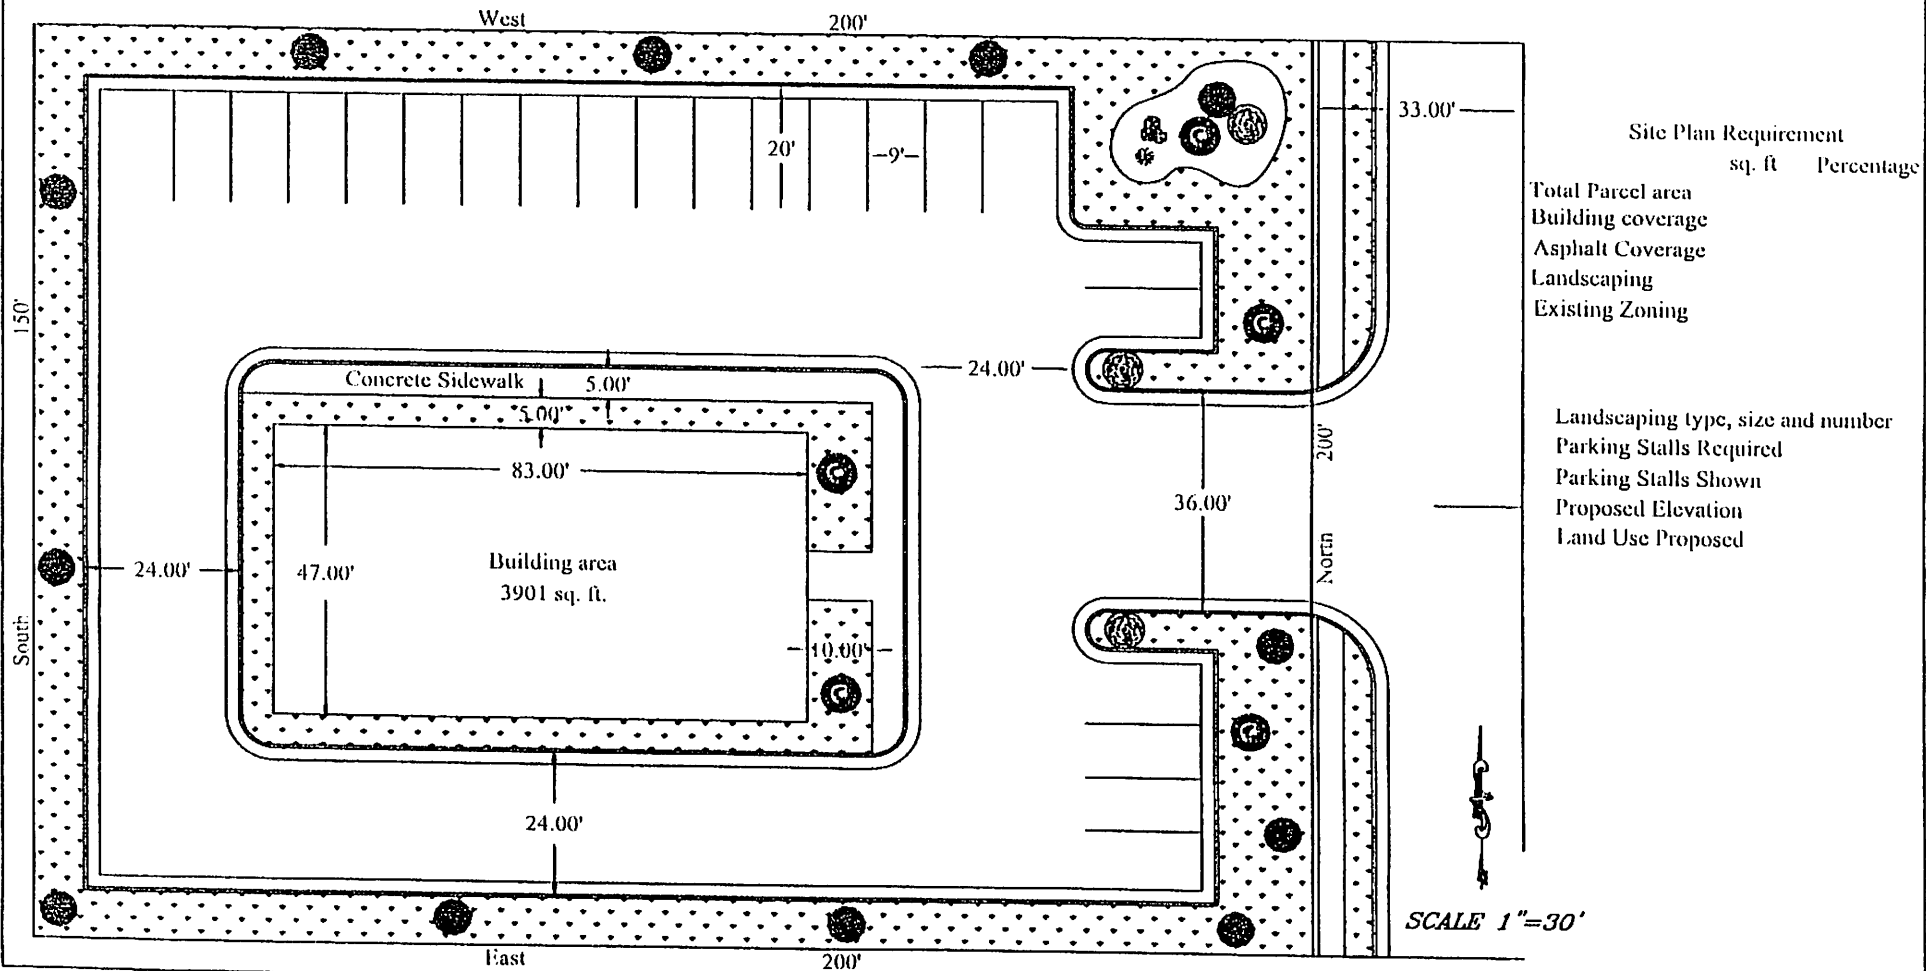 West
200'
33.00'
20'
9'
Site Plan Requirement
sq. ft Percentage
Total Parcel area
Building coverage
Asphalt Coverage
Landscaping
Existing Zoning
150'
South
24.00'
Concrete Sidewalk
5.00'
5.00'
83.00'
47.00'
24.00'
Building area
3901 sq. ft.
10.00'
24.00'
36.00'
200'
North
Landscaping type, size and number
Parking Stalls Required
Parking Stalls Shown
Proposed Elevation
Land Use Proposed
C
C
C
C
C
SCALE 1"=30'
East
200'